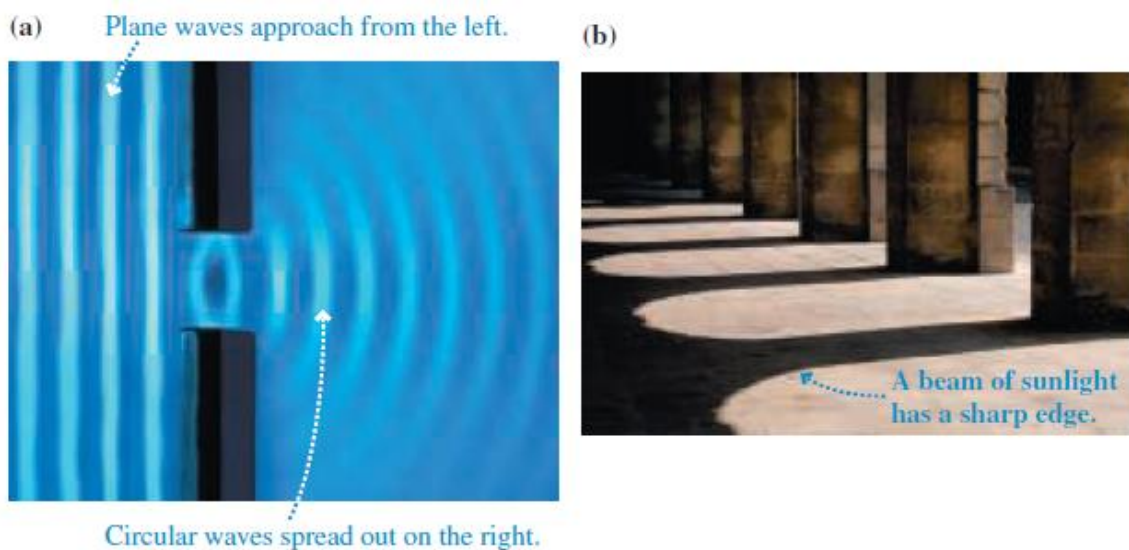 (a)
Plane waves approach from the left.
Circular waves spread out on the right.
(b)
A beam of sunlight
has a sharp edge.